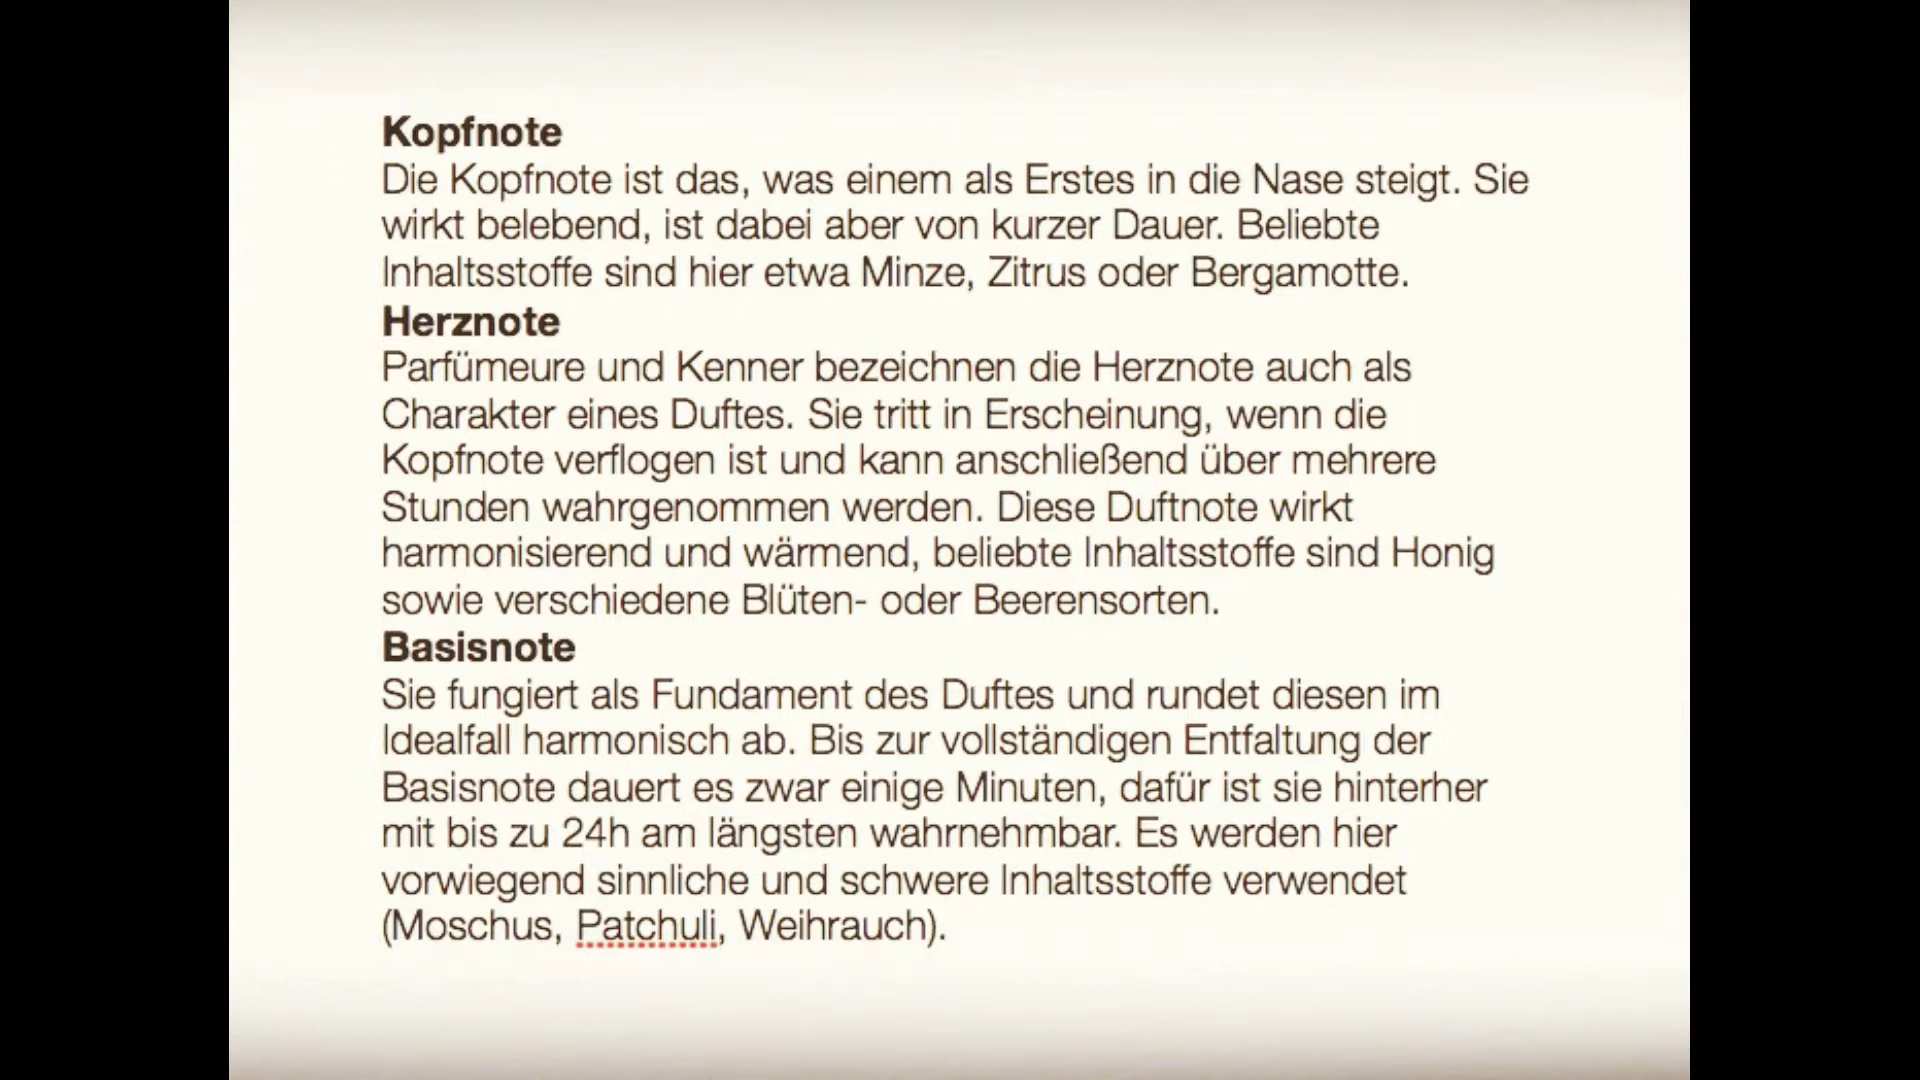 Kopfnote
Die Kopfnote ist das, was einem als Erstes in die Nase steigt. Sie
wirkt belebend, ist dabei aber von kurzer Dauer. Beliebte
Inhaltsstoffe sind hier etwa Minze, Zitrus oder Bergamotte.
Herznote
Parfümeure und Kenner bezeichnen die Herznote auch als
Charakter eines Duftes. Sie tritt in Erscheinung, wenn die
Kopfnote verflogen ist und kann anschließend über mehrere
Stunden wahrgenommen werden. Diese Duftnote wirkt
harmonisierend und wärmend, beliebte Inhaltsstoffe sind Honig
sowie verschiedene Blüten- oder Beerensorten.
Basisnote
Sie fungiert als Fundament des Duftes und rundet diesen im
Idealfall harmonisch ab. Bis zur vollständigen Entfaltung der
Basisnote dauert es zwar einige Minuten, dafür ist sie hinterher
mit bis zu 24h am längsten wahrnehmbar. Es werden hier
vorwiegend sinnliche und schwere Inhaltsstoffe verwendet
(Moschus, Patchuli, Weihrauch).